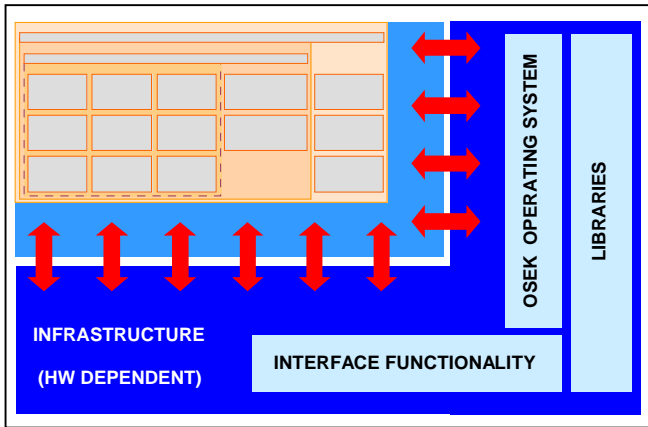 OSEK OPERATING SYSTEM
LIBRARIES
INFRASTRUCTURE
(HW DEPENDENT)
INTERFACE FUNCTIONALITY